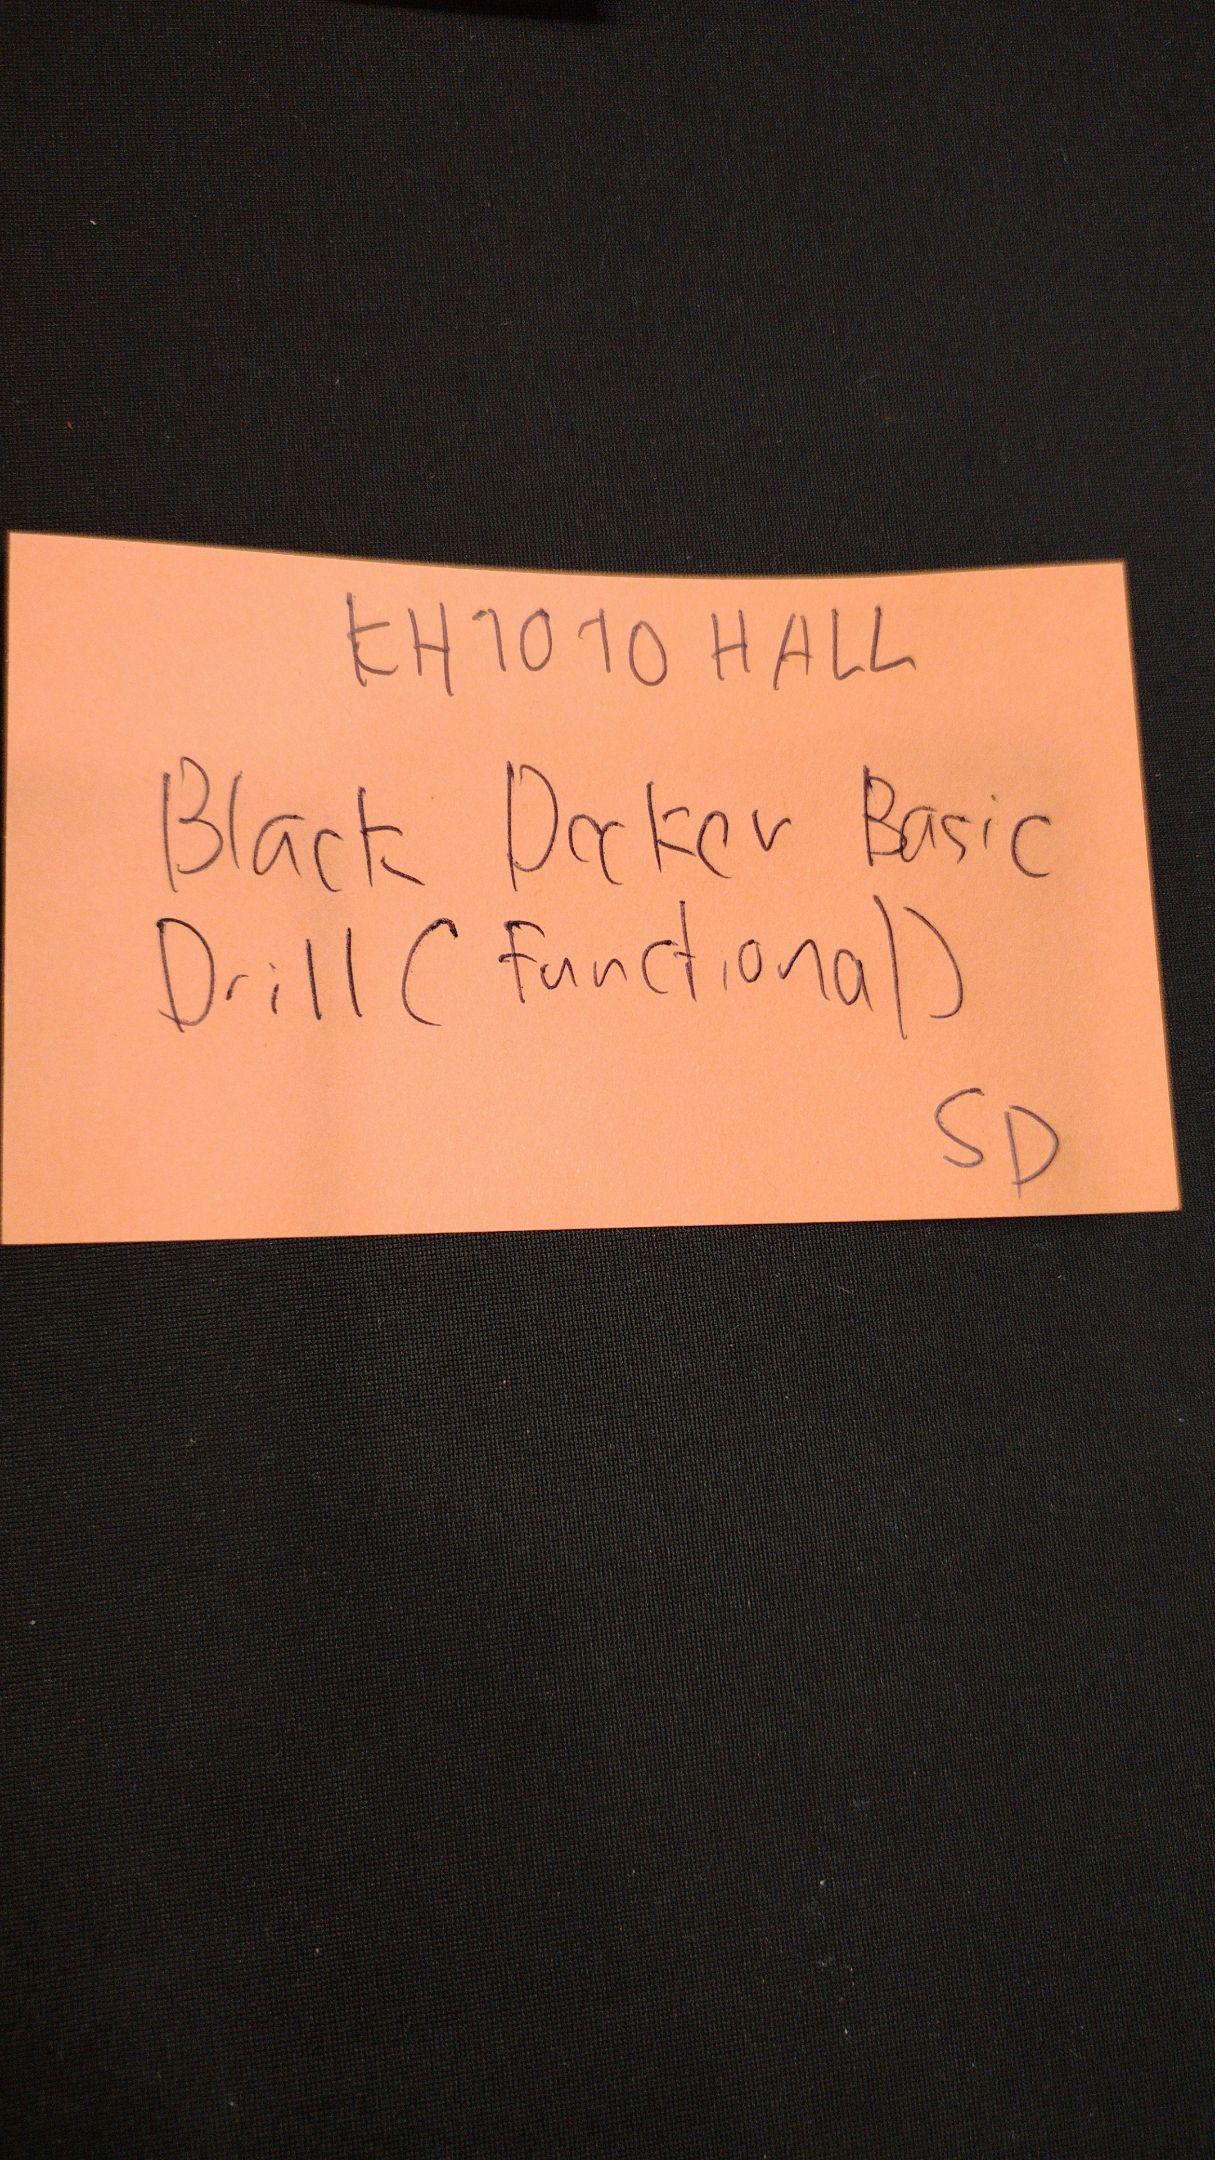 KH1010 HALL
Black Decker Basic
Drill (Functional)
SD